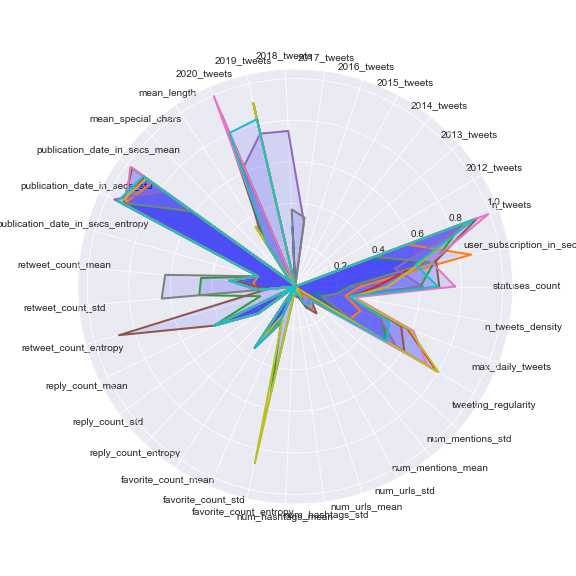 2018_tweets
2017_tweets
2019_tweets
2016_tweets
2020_tweets
2015_tweets
mean_length
2014_tweets
mean_special_chars
2013_tweets
publication_date_in_secs_mean
2012_tweets
publication_date_in_secs_std
1.0
n_tweets
0.8
0.6
0.4
0.2
publication_date_in_secs_entropy
user_subscription_in_sec
retweet_count_mean
statuses_count
retweet_count_std
n_tweets_density
retweet_count_entropy
max_daily_tweets
reply_count_mean
tweeting_regularity
reply_count_std
num_mentions_std
reply_count_entropy
num_mentions_mean
favorite_count_mean
num_urls_std
favorite_count_std
num_urls_mean
favorite_count_entropy
num_hashtags_std
num_hashtags_mean